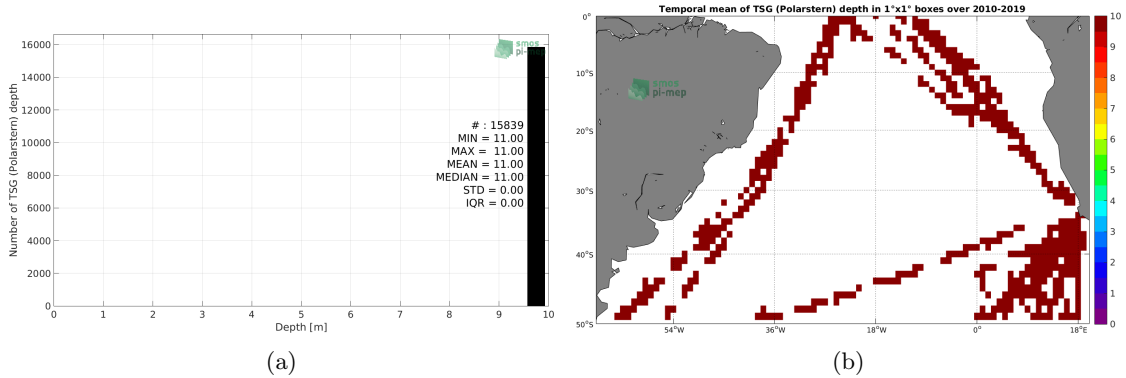 16000
14000
12000
10000
8000
6000
4000
2000
0
Number of TSG (Polarstern) depth
smos
pi-mep
# : 15839
MIN = 11.00
MAX = 11.00
MEAN = 11.00
MEDIAN = 11.00
STD = 0.00
IQR = 0.00
0 1 2 3 4 5 6 7 8 9 10
Depth [m]
(a)
Temporal mean of TSG (Polarstern) depth in 1°x1° boxes over 2010-2019
0°
10°S
20°S
30°S
40°S
50°S
smos
pi-mep
54°W 36°W 18°W 0° 18°E
10
9
8
7
6
5
4
3
2
1
0
(b)